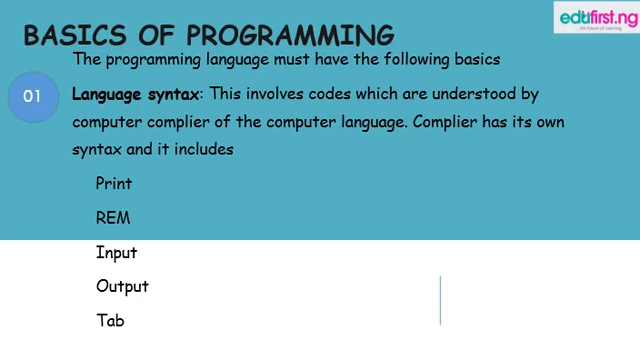 edufirst.ng
the future of Learner
BASICS OF PROGRAMMING
The programming language must have the following basics
01
Language syntax: This involves codes which are understood by
computer complier of the computer language. Complier has its own
syntax and it includes
Print
REM
Input
Output
Tab